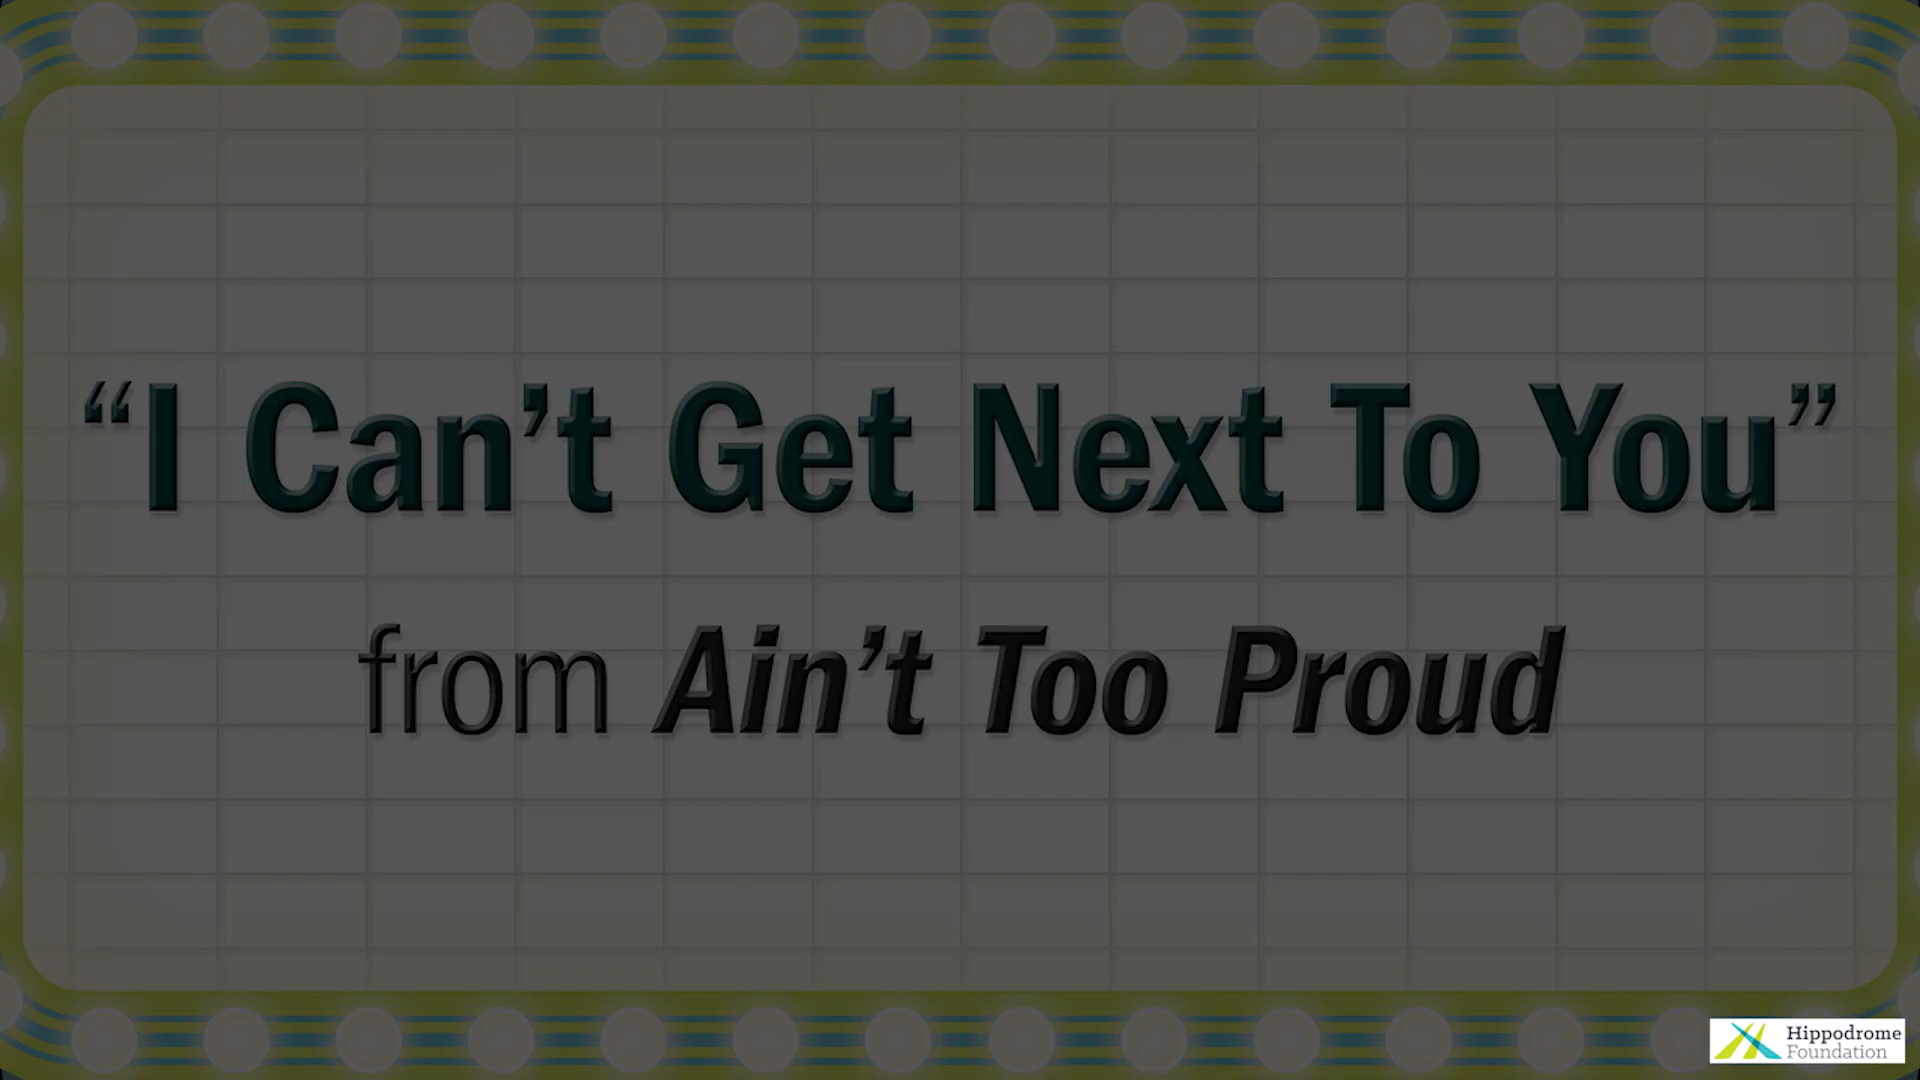 “I Can’t Get Next To You”
from Ain’t Too Proud
Hippodrome
Foundation